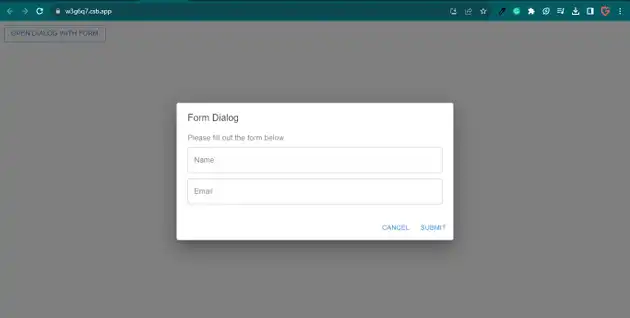 w3g6q7.csb.app
OPEN DIALOG WITH FORM
Form Dialog
Please fill out the form below
Name
Email
CANCEL SUBMIT